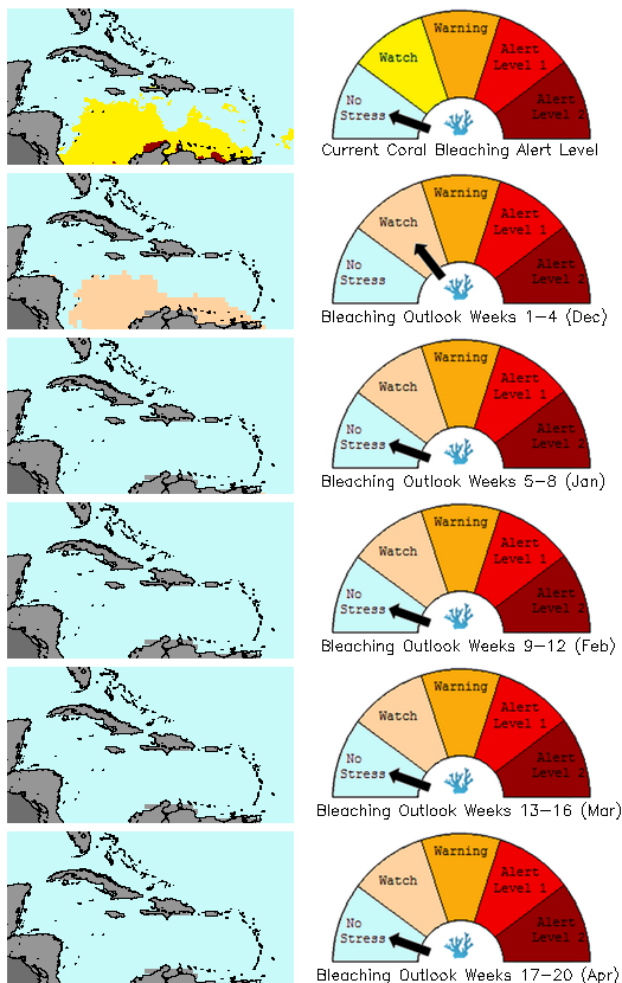 Warning
Watch
Alert
Level 1
No
Stress
Alert
Level 2
Current Coral Bleaching Alert Level
Warning
Watch
Alert
Level 1
No
Stress
Alert
Level 2
Bleaching Outlook Weeks 1-4 (Dec)
Warning
Watch
Alert
Level 1
No
Stress
Alert
Level 2
Bleaching Outlook Weeks 5-8 (Jan)
Warning
Watch
Alert
Level 1
No
Stress
Alert
Level 2
Bleaching Outlook Weeks 9-12 (Feb)
Warning
Watch
Alert
Level 1
No
Stress
Alert
Level 2
Bleaching Outlook Weeks 13-16 (Mar)
Warning
Watch
Alert
Level 1
No
Stress
Alert
Level 2
Bleaching Outlook Weeks 17-20 (Apr)